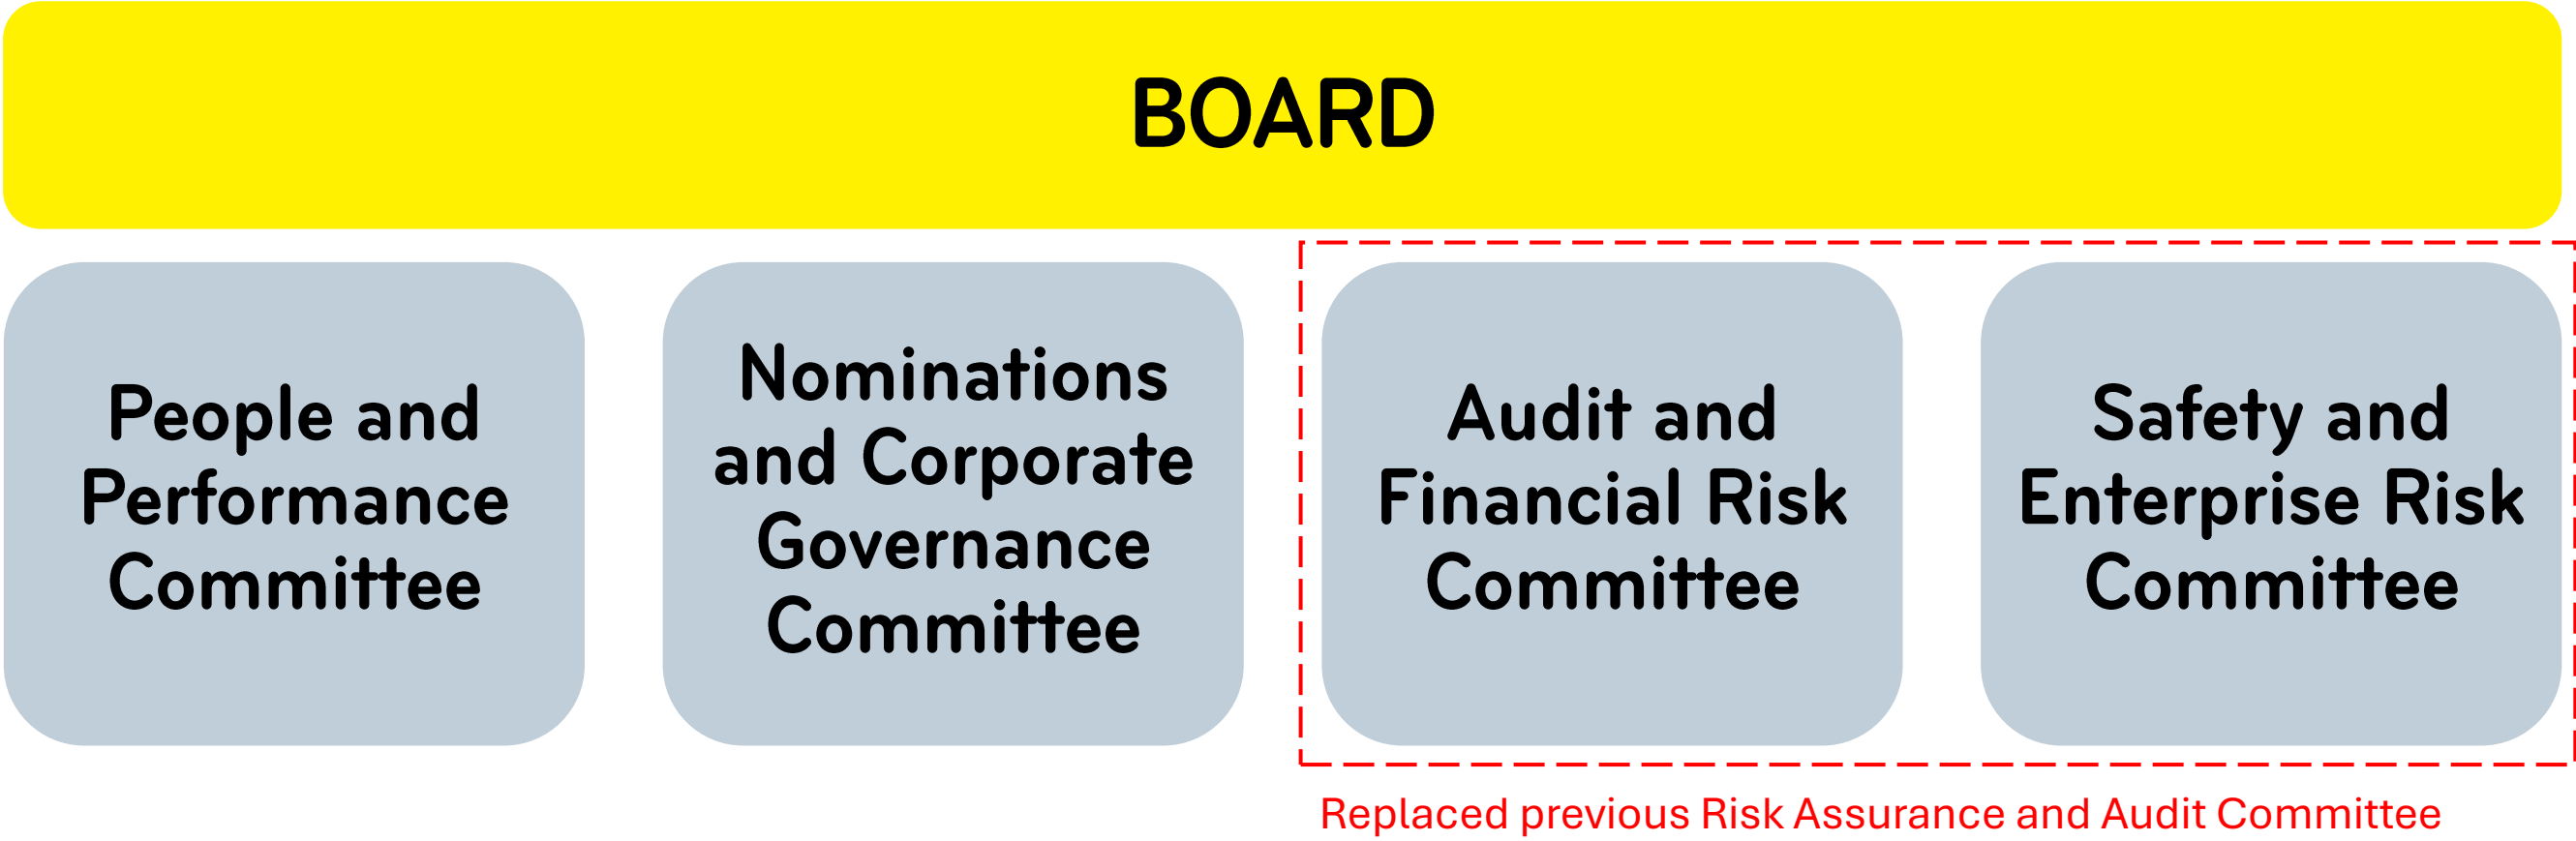 BOARD
People and
Performance
Committee
Nominations
and Corporate
Governance
Committee
Audit and
Financial Risk
Committee
Safety and
Enterprise Risk
Committee
Replaced previous Risk Assurance and Audit Committee